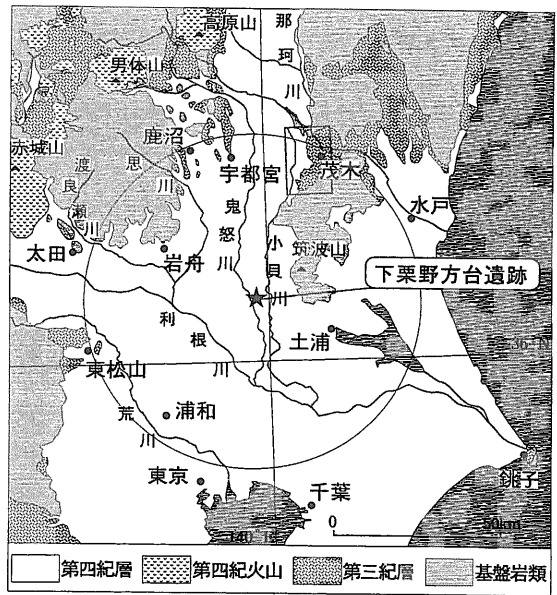 高原山
那珂川
男体山
鹿沼
赤城山
渡良瀬川
思川
宇都宮
茂木
鬼怒川
水戸
太田
岩舟
小貝川
筑波山
下栗野方台遺跡
利根川
土浦
36°N
東松山
浦和
荒川
東京
銚子
千葉
0
50km
第四紀層
第四紀火山
第三紀層
基盤岩類